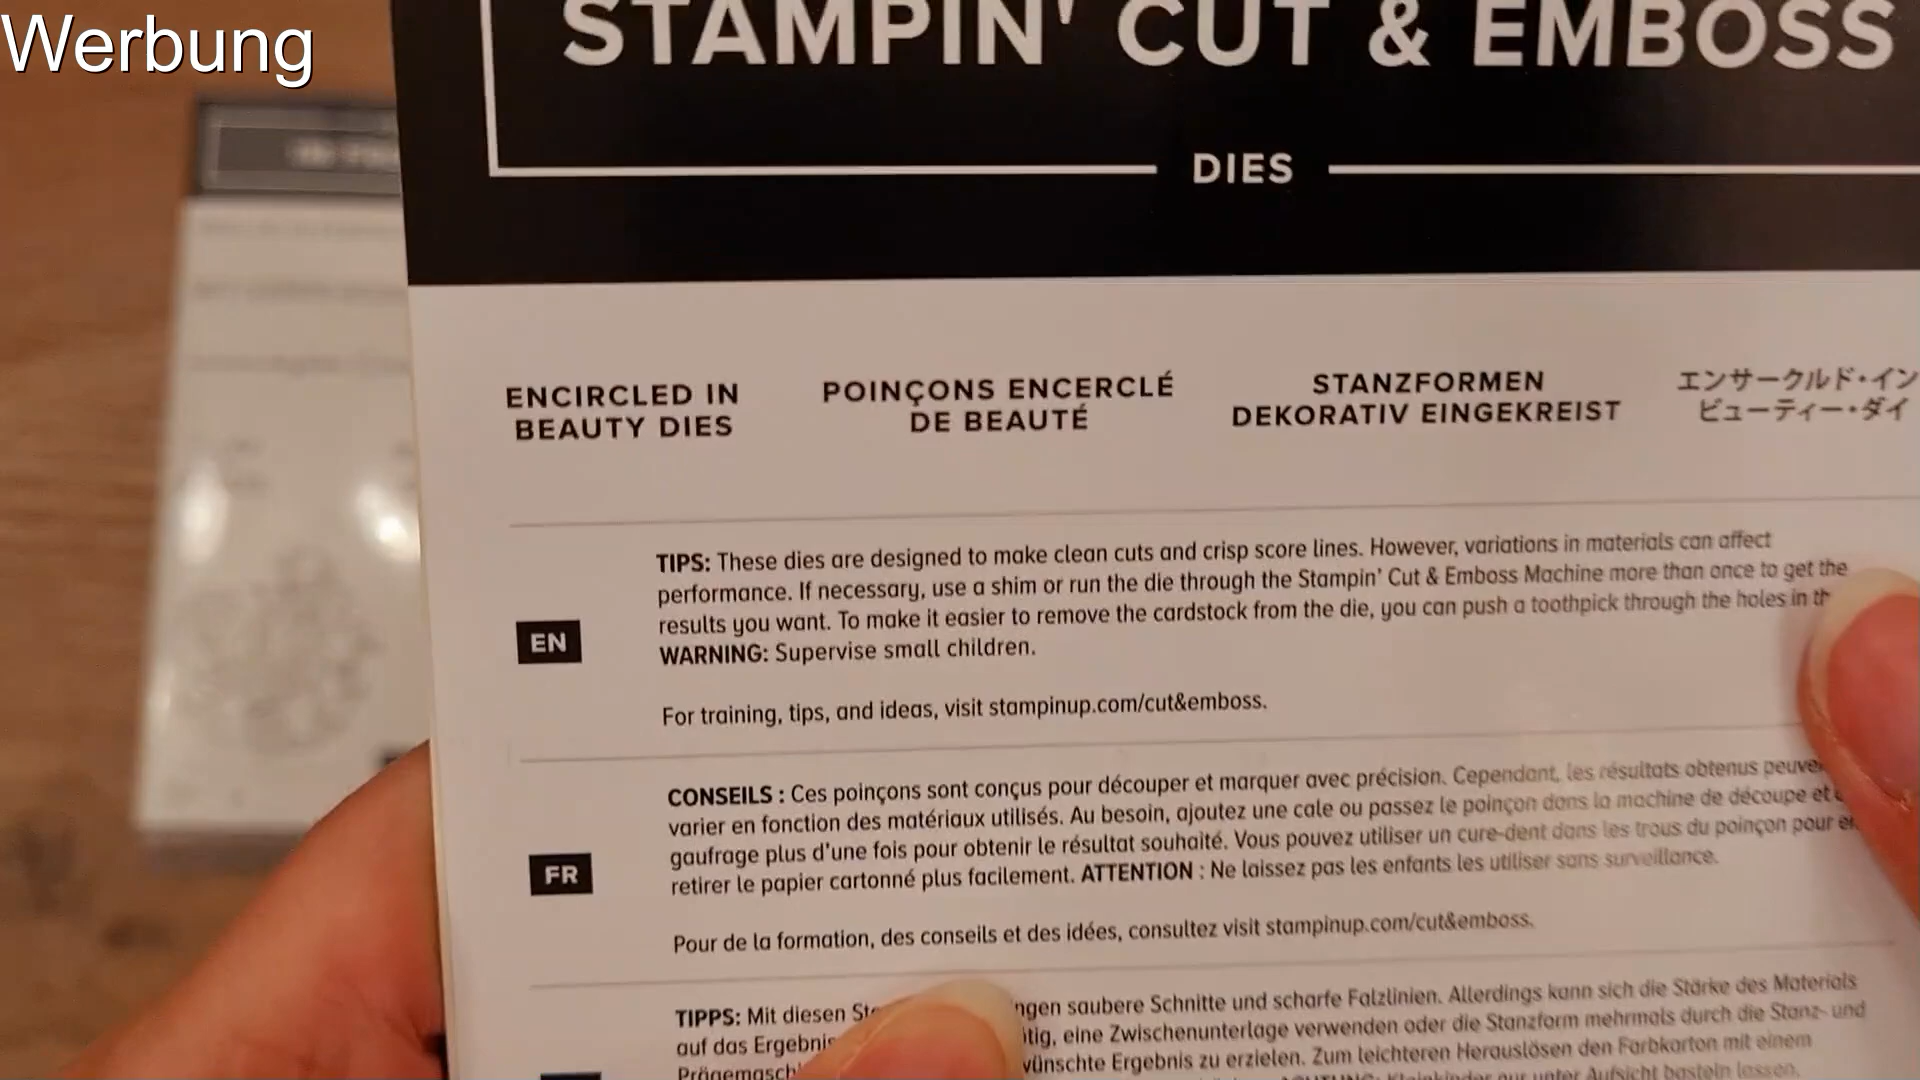 Werbung
STAMPIN' CUT & EMBOSS
DIES
ENCIRCLED IN
BEAUTY DIES
POINÇONS ENCERCLÉ
DE BEAUTÉ
STANZFORMEN
DEKORATIV EINGEKREIST
エンサークルド・イン
ビューティー・ダイ
EN
TIPS: These dies are designed to make clean cuts and crisp score lines. However, variations in materials can affect
performance. If necessary, use a shim or run the die through the Stampin' Cut & Emboss Machine more than once to get the
results you want. To make it easier to remove the cardstock from the die, you can push a toothpick through the holes in
WARNING: Supervise small children.
For training, tips, and ideas, visit stampinup.com/cut&emboss.
FR
CONSEILS : Ces poinçons sont conçus pour découper et marquer avec précision. Cependant, les résultats obtenus
varier en fonction des matériaux utilisés. Au besoin, ajoutez une cale ou passez le poinçon dans la machine de découpe et
gaufrage plus d'une fois pour obtenir le résultat souhaité. Vous pouvez utiliser un cure-dent dans les trous du poinçon pour
retirer le papier cartonné plus facilement. ATTENTION : Ne laissez pas les enfants les utiliser sans surveillance.
Pour de la formation, des conseils et des idées, consultez visit stampinup.com/cut&emboss.
TIPPS: Mit diesen saubere Schnitte und scharfe Falzlinien. Allerdings kann sich die Stärke des Materials
auf das eine Zwischenunterlage verwenden oder die Stanzform mehrmals durch die Stanz- und
Ergebnis zu erzielen. Zum leichteren Herauslösen den Farbkarton mit einem
nur unter Aufsicht basteln lassen.